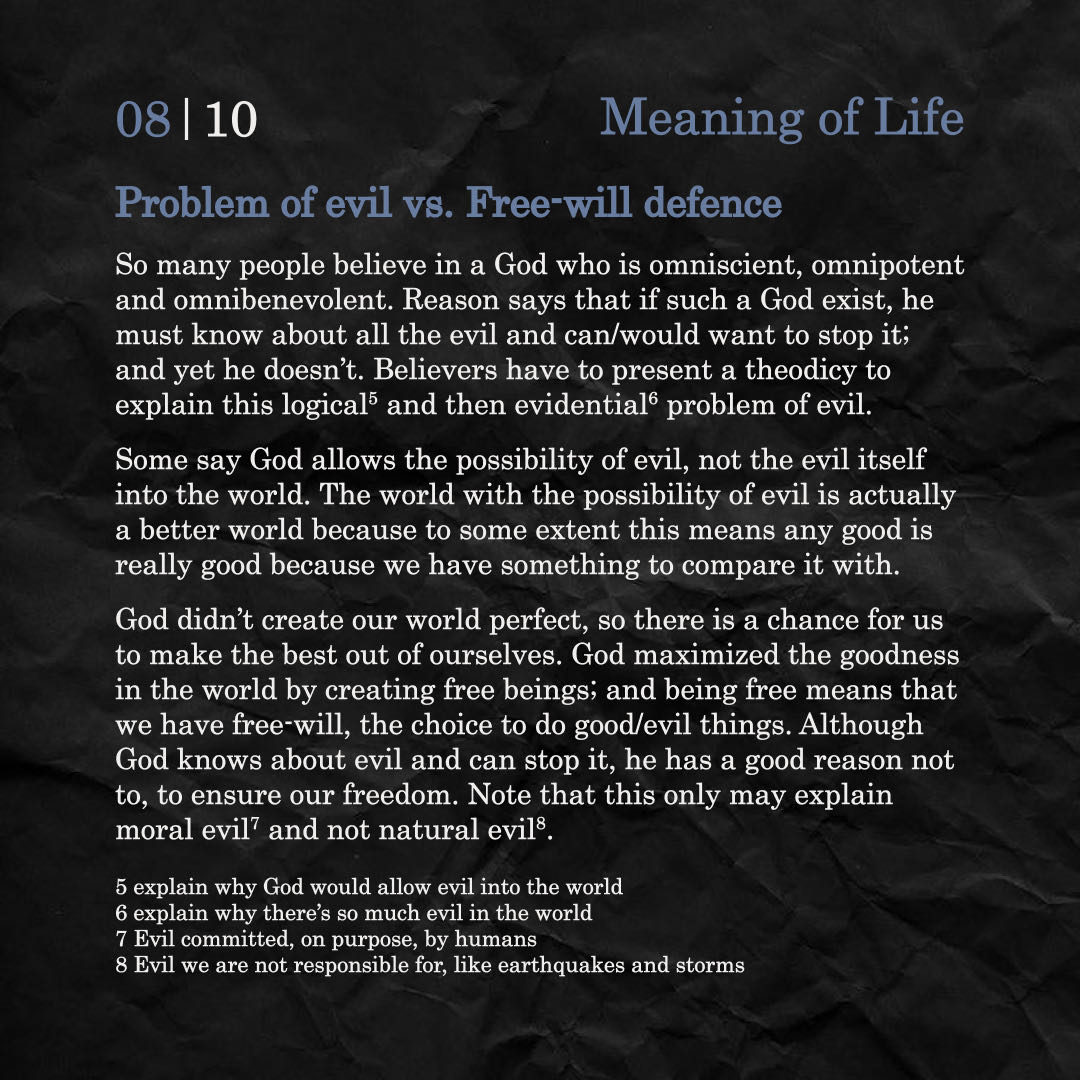 08 | 10
Meaning of Life
Problem of evil vs. Free-will defence
So many people believe in a God who is omniscient, omnipotent
and omnibenevolent. Reason says that if such a God exist, he
must know about all the evil and can/would want to stop it;
and yet he doesn’t. Believers have to present a theodicy to
explain this logical⁵ and then evidential⁶ problem of evil.
Some say God allows the possibility of evil, not the evil itself
into the world. The world with the possibility of evil is actually
a better world because to some extent this means any good is
really good because we have something to compare it with.
God didn’t create our world perfect, so there is a chance for us
to make the best out of ourselves. God maximized the goodness
in the world by creating free beings; and being free means that
we have free-will, the choice to do good/evil things. Although
God knows about evil and can stop it, he has a good reason not
to, to ensure our freedom. Note that this only may explain
moral evil⁷ and not natural evil⁸.
5 explain why God would allow evil into the world
6 explain why there’s so much evil in the world
7 Evil committed, on purpose, by humans
8 Evil we are not responsible for, like earthquakes and storms